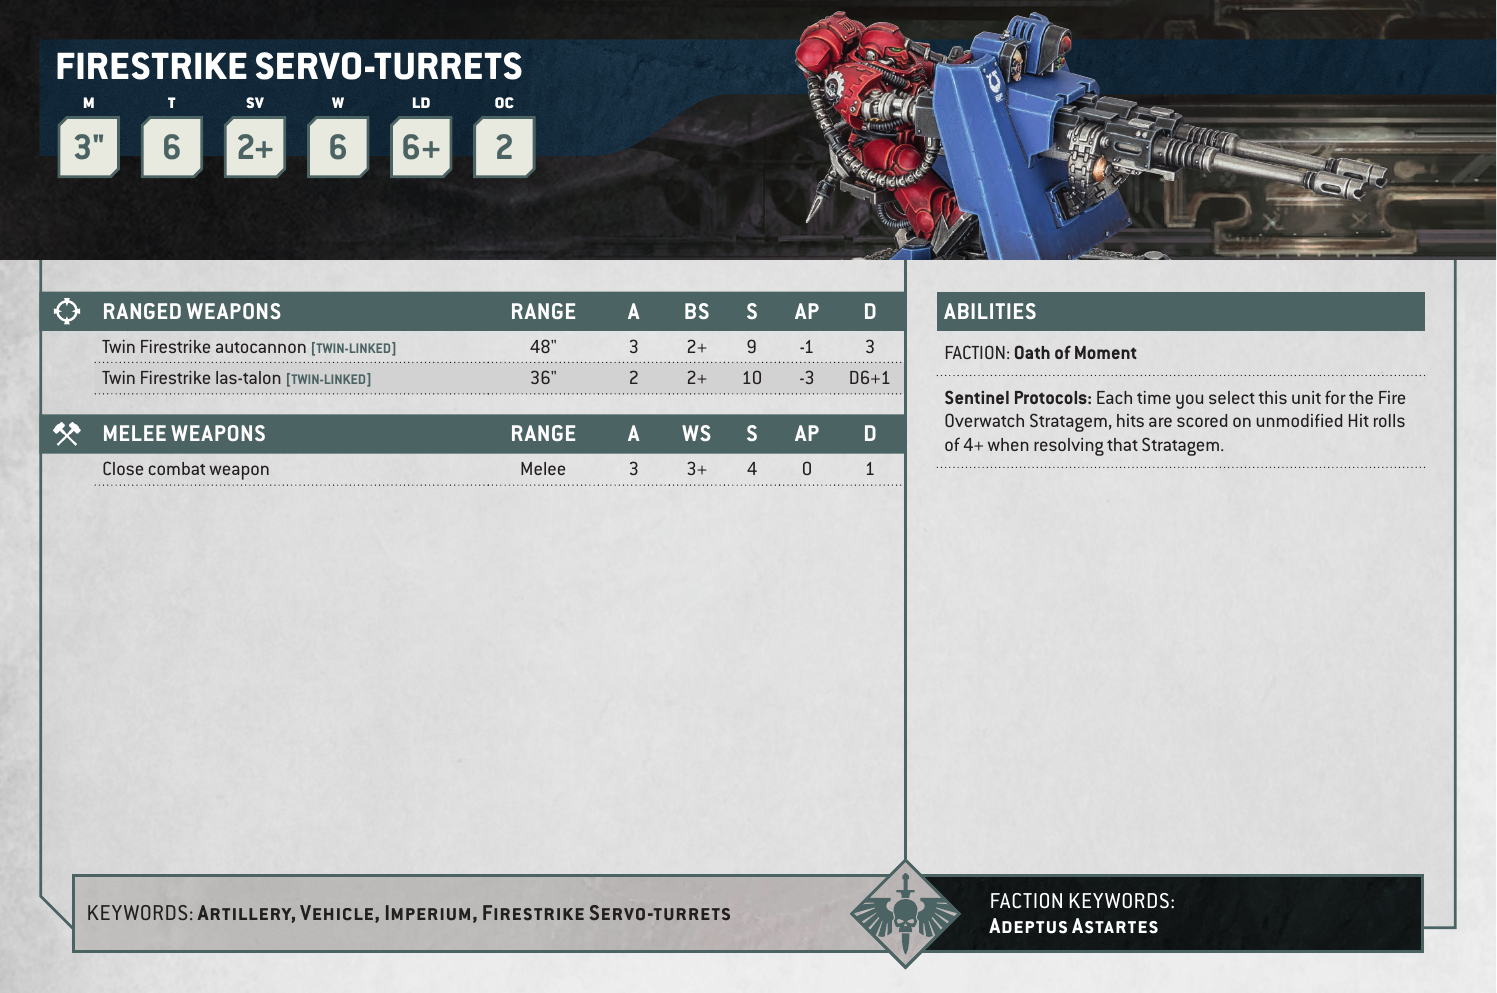 FIRESTRIKE SERVO-TURRETS
M T SV W LD OC
3" 6 2+ 6 6+ 2
RANGED WEAPONS RANGE A BS S AP D
Twin Firestrike autocannon [TWIN-LINKED] 48" 3 2+ 9 -1 3
Twin Firestrike las-talon [TWIN-LINKED] 36" 2 2+ 10 -3 D6+1
MELEE WEAPONS RANGE A WS S AP D
Close combat weapon Melee 3 3+ 4 0 1
ABILITIES
FACTION: Oath of Moment
Sentinel Protocols: Each time you select this unit for the Fire
Overwatch Stratagem, hits are scored on unmodified Hit rolls
of 4+ when resolving that Stratagem.
KEYWORDS: Artillery, Vehicle, Imperium, Firestrike Servo-turrets
FACTION KEYWORDS:
Adeptus Astartes